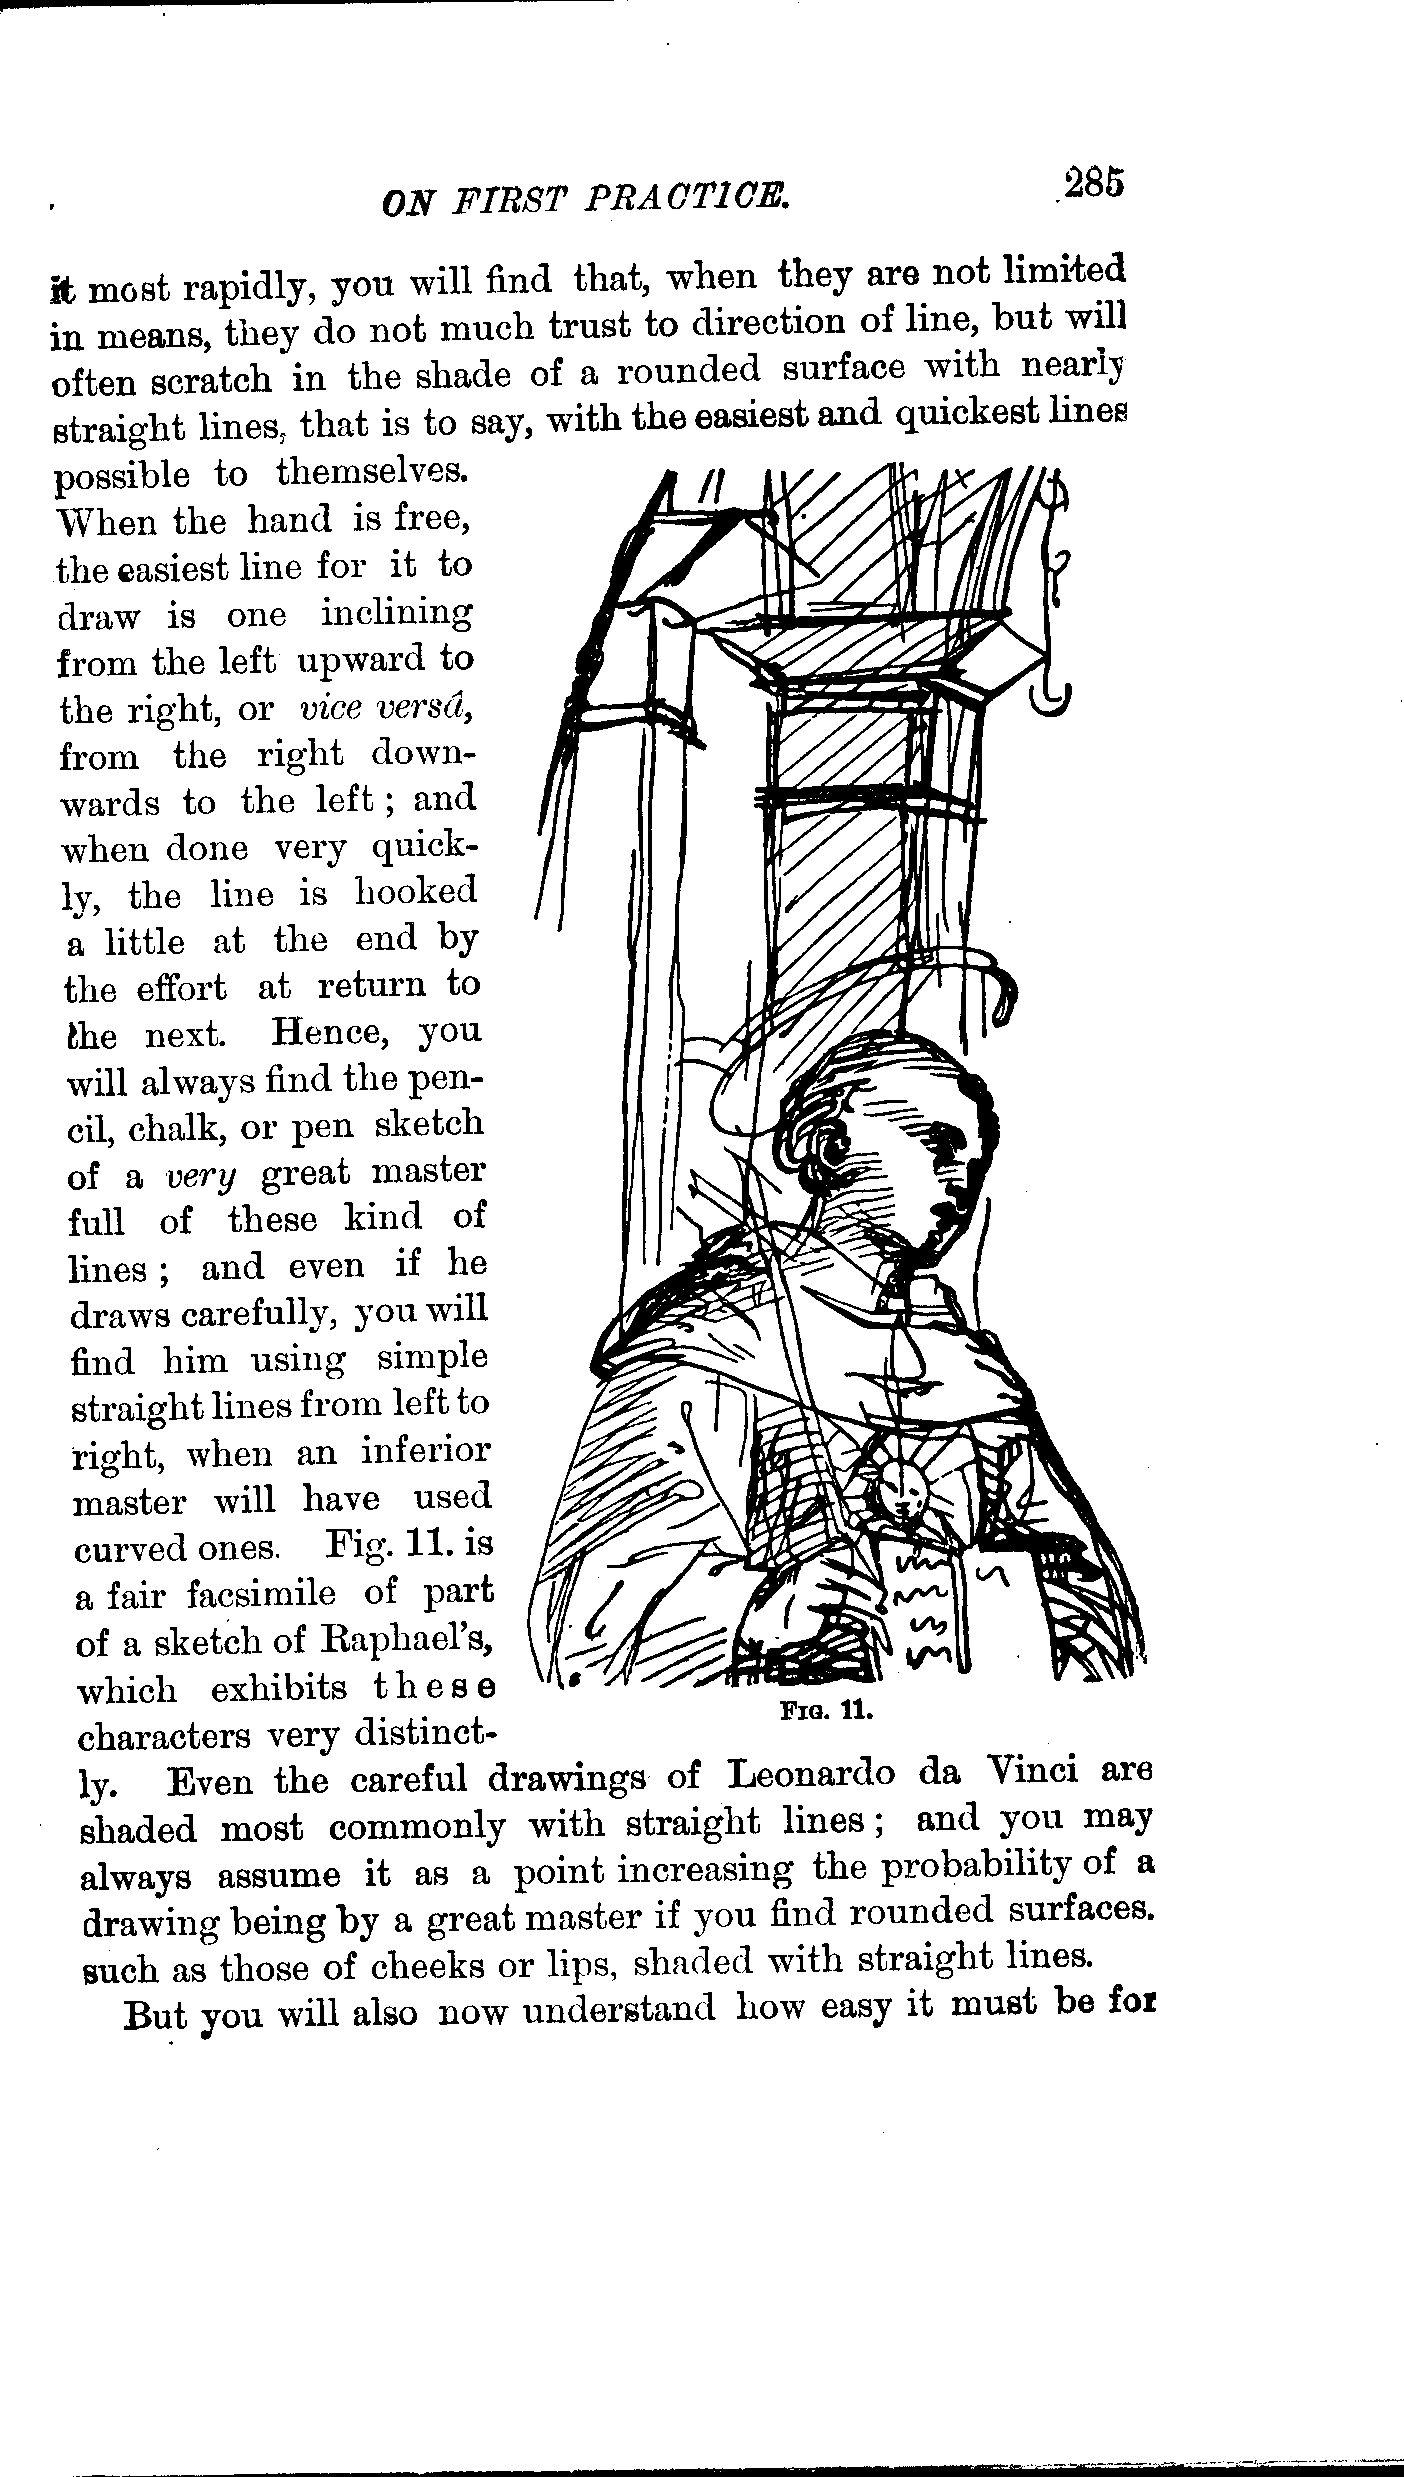 ON FIRST PRACTICE. 285
it most rapidly, you will find that, when they are not limited
in means, they do not much trust to direction of line, but will
often scratch in the shade of a rounded surface with nearly
straight lines, that is to say, with the easiest and quickest lines
possible to themselves.
When the hand is free,
the easiest line for it to
draw is one inclining
from the left upward to
the right, or vice versâ,
from the right down-
wards to the left; and
when done very quick-
ly, the line is hooked
a little at the end by
the effort at return to
the next. Hence, you
will always find the pen-
cil, chalk, or pen sketch
of a very great master
full of these kind of
lines; and even if he
draws carefully, you will
find him using simple
straight lines from left to
right, when an inferior
master will have used
curved ones. Fig. 11. is
a fair facsimile of part
of a sketch of Raphael's,
which exhibits these
characters very distinct-
FIG. 11.
ly. Even the careful drawings of Leonardo da Vinci are
shaded most commonly with straight lines; and you may
always assume it as a point increasing the probability of a
drawing being by a great master if you find rounded surfaces.
such as those of cheeks or lips, shaded with straight lines.
But you will also now understand how easy it must be for